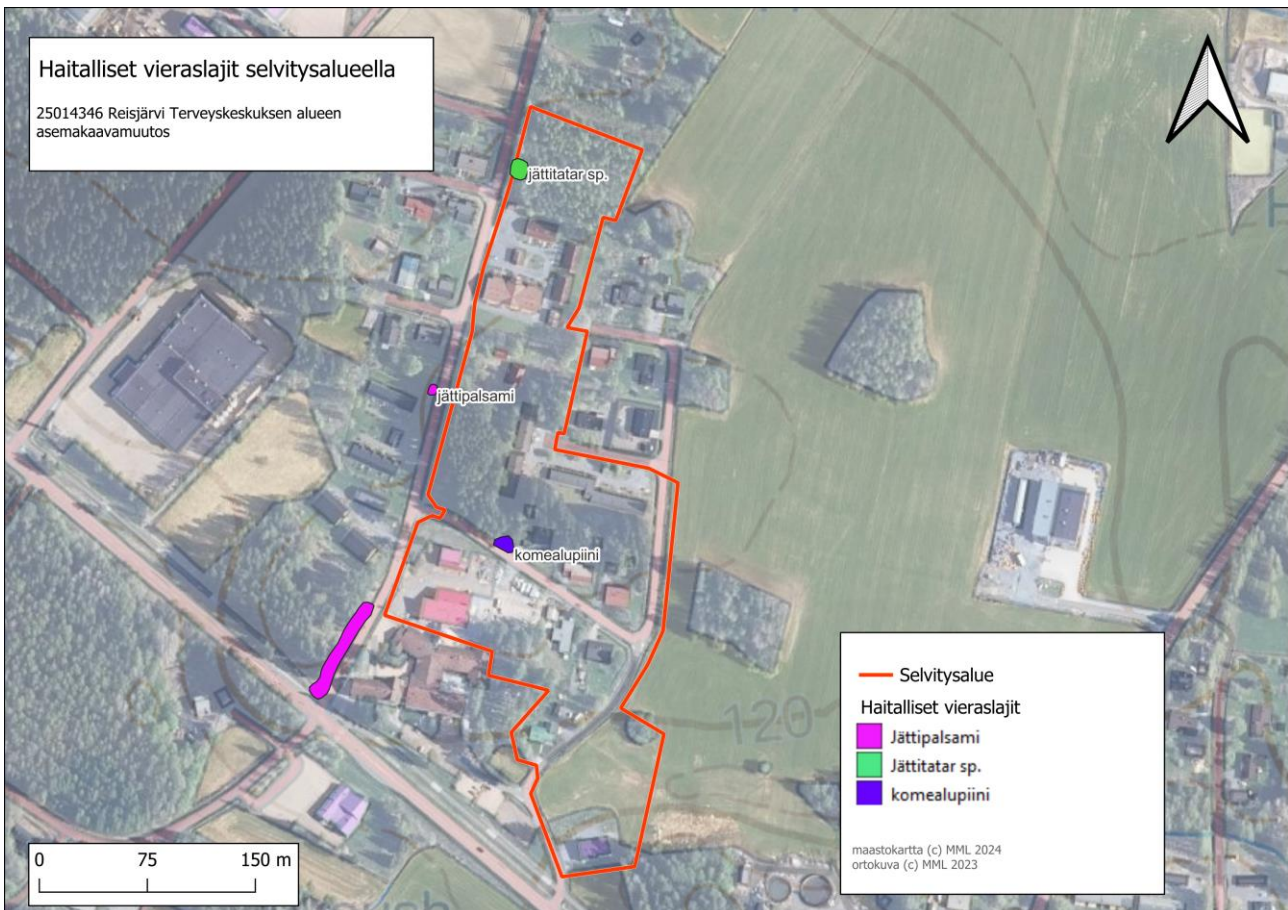 Haitalliset vieraslajit selvitysalueella
25014346 Reisjärvi Terveyskeskuksen alueen
asemakaavamuutos
jättitatar sp.
jättipalsami
komealupiini
120
Selvitysalue
Haitalliset vieraslajit
Jättipalsami
Jättitatar sp.
komealupiini
maastokartta (c) MML 2024
ortokuva (c) MML 2023
0 75 150 m